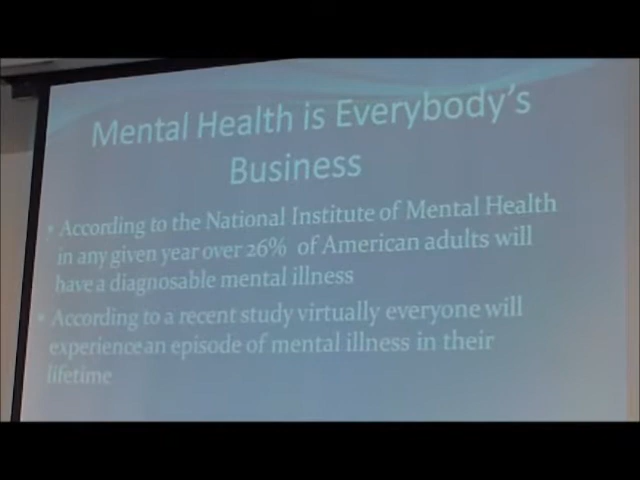 Mental Health is Everybody's
Business
• According to the National Institute of Mental Health
in any given year over 26% of American adults will
have a diagnosable mental illness
• According to a recent study virtually everyone will
experience an episode of mental illness in their
lifetime